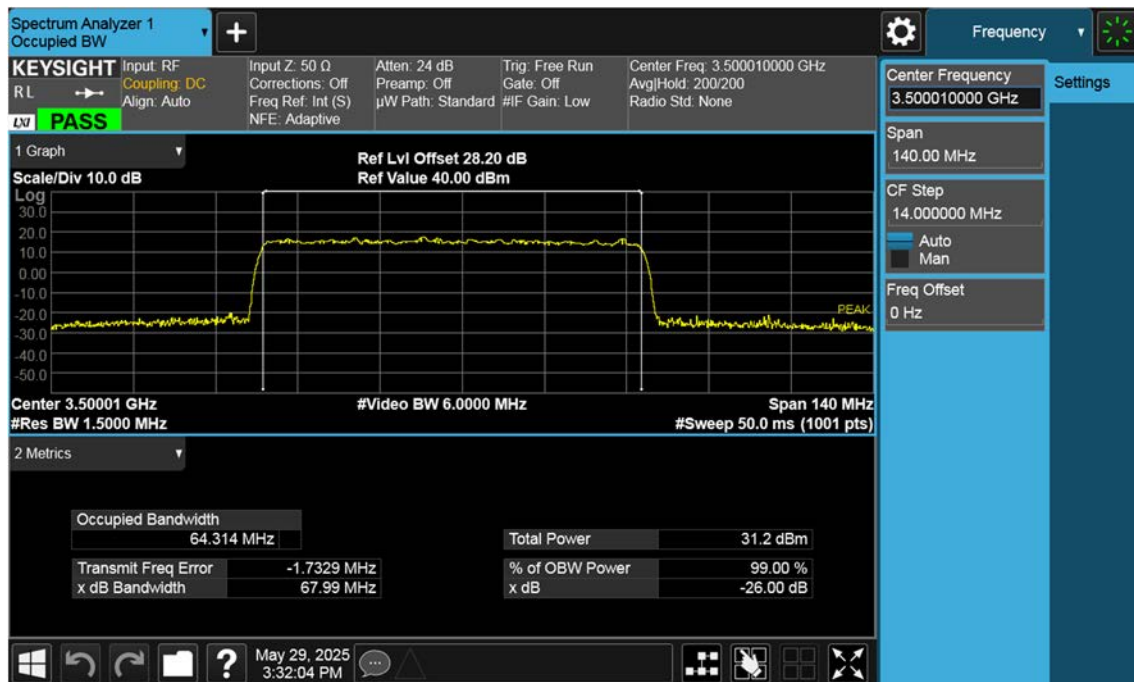 Spectrum Analyzer 1
Occupied BW
Frequency
KEYSIGHT
RL
LXI
PASS
Input: RF
Coupling: DC
Align: Auto
Input Z: 50 Ω
Corrections: Off
Freq Ref: Int (S)
NFE: Adaptive
Atten: 24 dB
Preamp: Off
µW Path: Standard
Trig: Free Run
Gate: Off
#IF Gain: Low
Center Freq: 3.500010000 GHz
Avg|Hold: 200/200
Radio Std: None
Center Frequency
3.500010000 GHz
Settings
Span
140.00 MHz
CF Step
14.000000 MHz
Auto
Man
Freq Offset
0 Hz
1 Graph
Scale/Div 10.0 dB
Ref Lvl Offset 28.20 dB
Ref Value 40.00 dBm
Log
30.0
20.0
10.0
0.00
-10.0
-20.0
-30.0
-40.0
-50.0
PEAK
Center 3.50001 GHz
#Video BW 6.0000 MHz
Span 140 MHz
#Res BW 1.5000 MHz
#Sweep 50.0 ms (1001 pts)
2 Metrics
Occupied Bandwidth
64.314 MHz
Total Power 31.2 dBm
Transmit Freq Error -1.7329 MHz
% of OBW Power 99.00 %
x dB Bandwidth 67.99 MHz
x dB -26.00 dB
?
May 29, 2025
3:32:04 PM